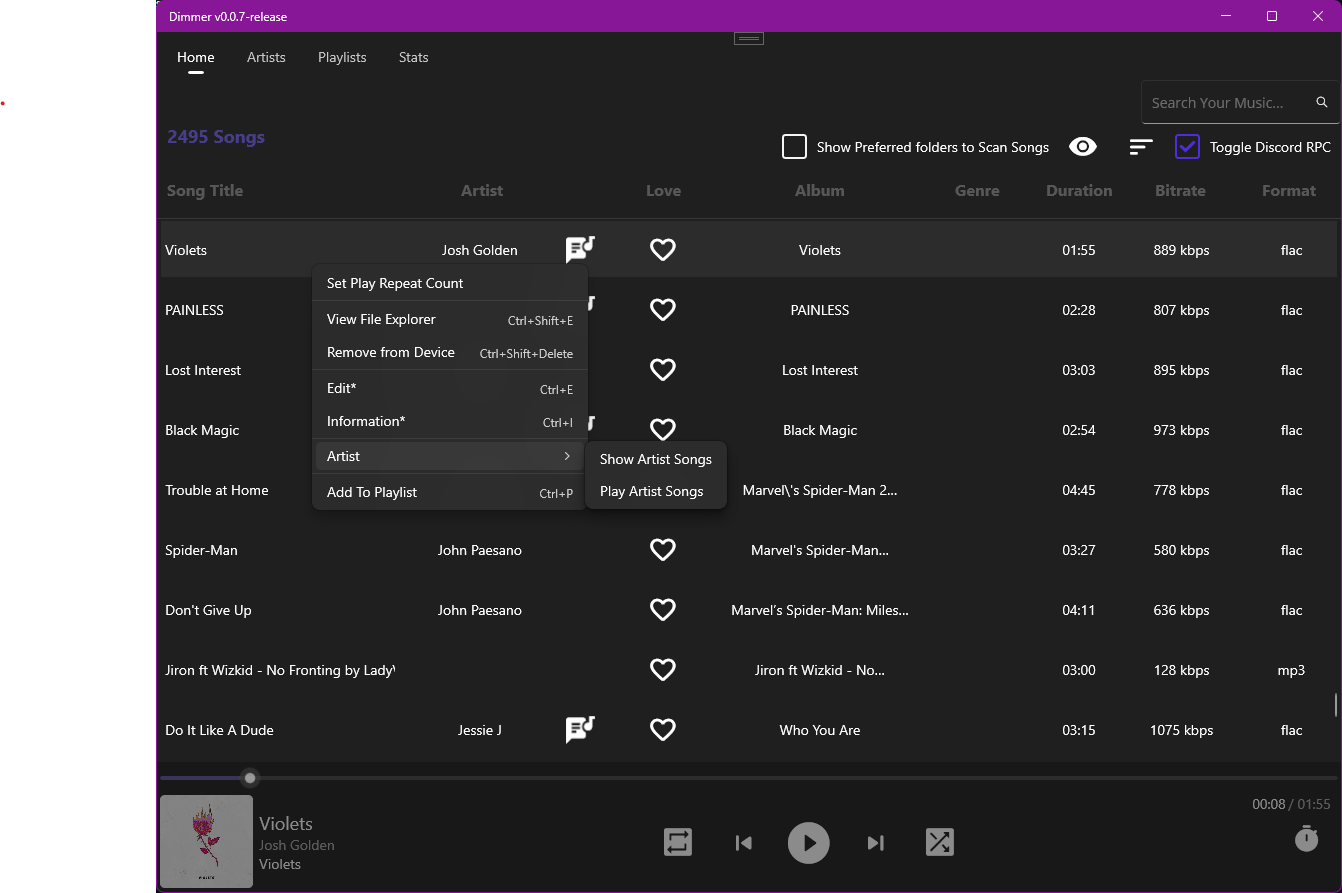 Dimmer v0.0.7-release
Home Artists Playlists Stats
Search Your Music...
2495 Songs
Show Preferred folders to Scan Songs Toggle Discord RPC
Song Title Artist Love Album Genre Duration Bitrate Format
Violets Josh Golden Violets 01:55 889 kbps flac
Set Play Repeat Count
PAINLESS PAINLESS 02:28 807 kbps flac
View File Explorer Ctrl+Shift+E
Remove from Device Ctrl+Shift+Delete
Lost Interest Lost Interest 03:03 895 kbps flac
Edit* Ctrl+E
Information* Ctrl+I
Black Magic Black Magic 02:54 973 kbps flac
Artist
Show Artist Songs
Play Artist Songs
Add To Playlist Ctrl+P
Trouble at Home Marvel\'s Spider-Man 2... 04:45 778 kbps flac
Spider-Man John Paesano Marvel's Spider-Man... 03:27 580 kbps flac
Don't Give Up John Paesano Marvel's Spider-Man: Miles... 04:11 636 kbps flac
Jiron ft Wizkid - No Fronting by Lady Jiron ft Wizkid - No... 03:00 128 kbps mp3
Do It Like A Dude Jessie J Who You Are 03:15 1075 kbps flac
00:08 / 01:55
VIOLETS
Violets
Josh Golden
Violets